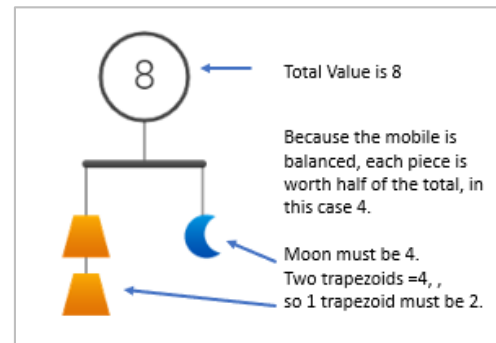 8
Total Value is 8
Because the mobile is
balanced, each piece is
worth half of the total, in
this case 4.
Moon must be 4.
Two trapezoids =4, ,
so 1 trapezoid must be 2.